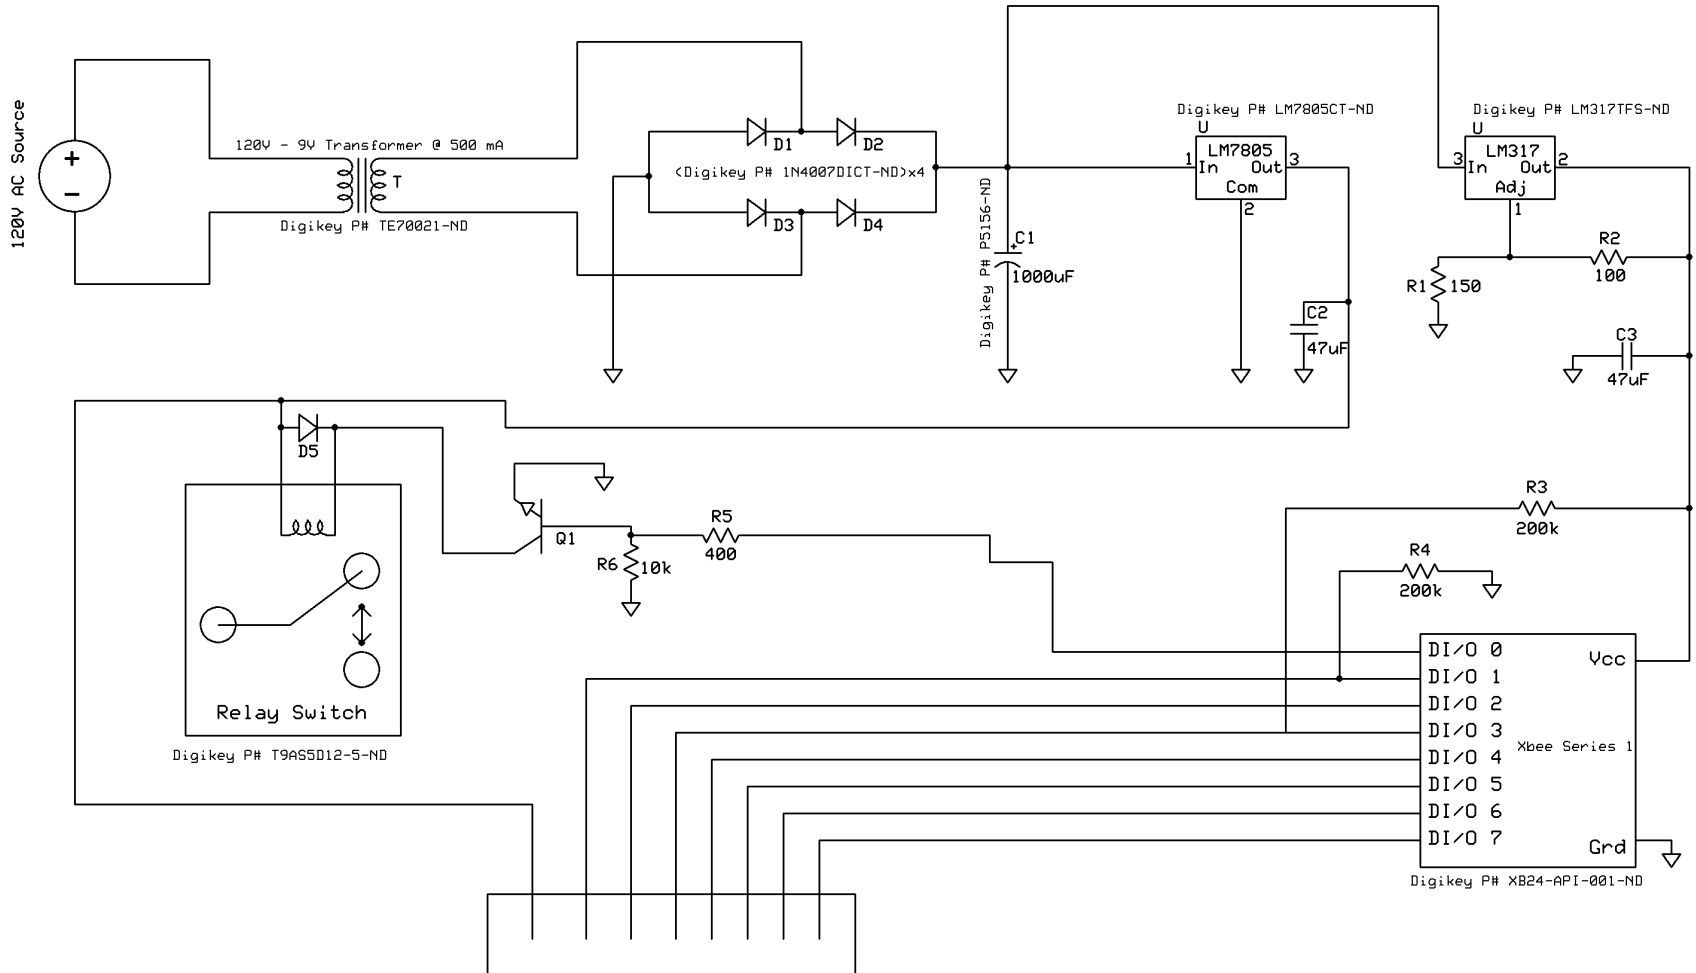 120V AC Source
120V - 9V Transformer @ 500 mA
T
Digikey P# TE70021-ND
D1
D2
(Digikey P# 1N4007DICT-ND)x4
D3
D4
Digikey P# P5156-ND
C1
+
1000uF
Digikey P# LM7805CT-ND
U
LM7805
1
In
Out
3
Com
2
C2
47uF
Digikey P# LM317TFS-ND
U
LM317
3
In
Out
2
Adj
1
R2
100
R1
150
C3
47uF
D5
Relay Switch
Digikey P# T9AS5D12-5-ND
Q1
R6
10k
R5
400
R3
200k
R4
200k
DI/O 0
Vcc
DI/O 1
DI/O 2
DI/O 3
Xbee Series 1
DI/O 4
DI/O 5
DI/O 6
DI/O 7
Grd
Digikey P# XB24-API-001-ND